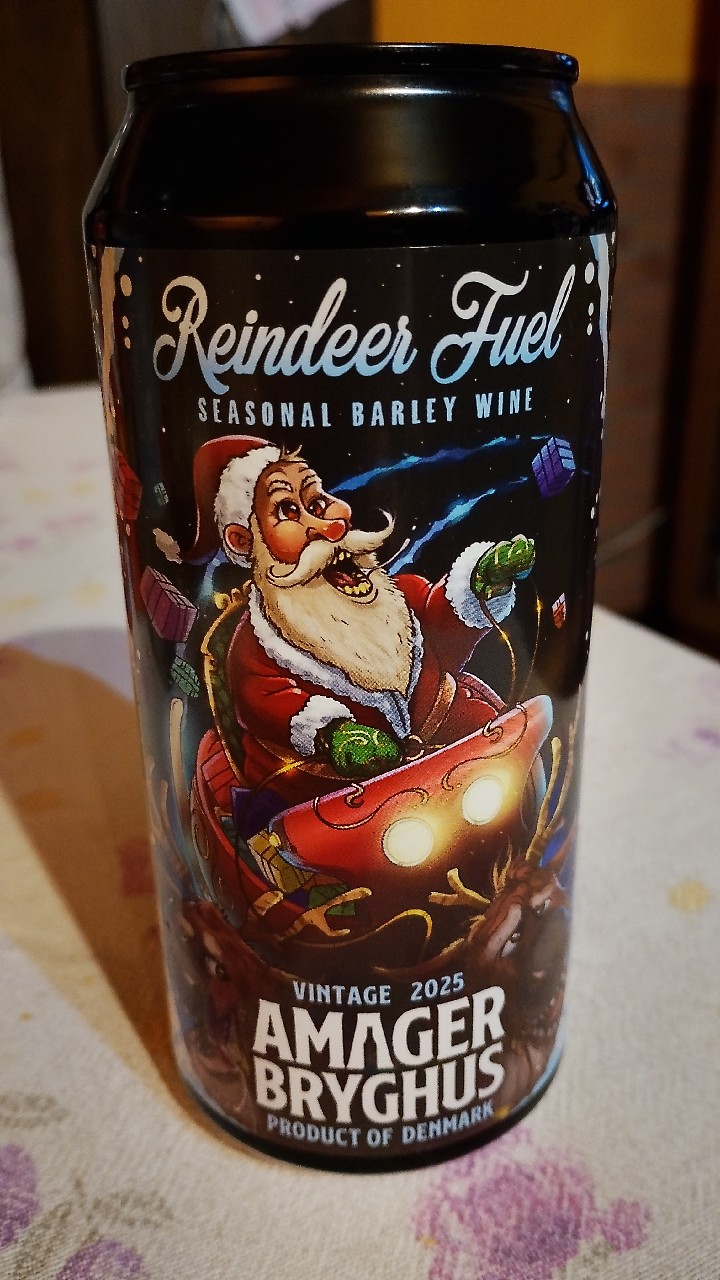 Reindeer Fuel
SEASONAL BARLEY WINE
VINTAGE 2025
AMAGER
BRYGHUS
PRODUCT OF DENMARK